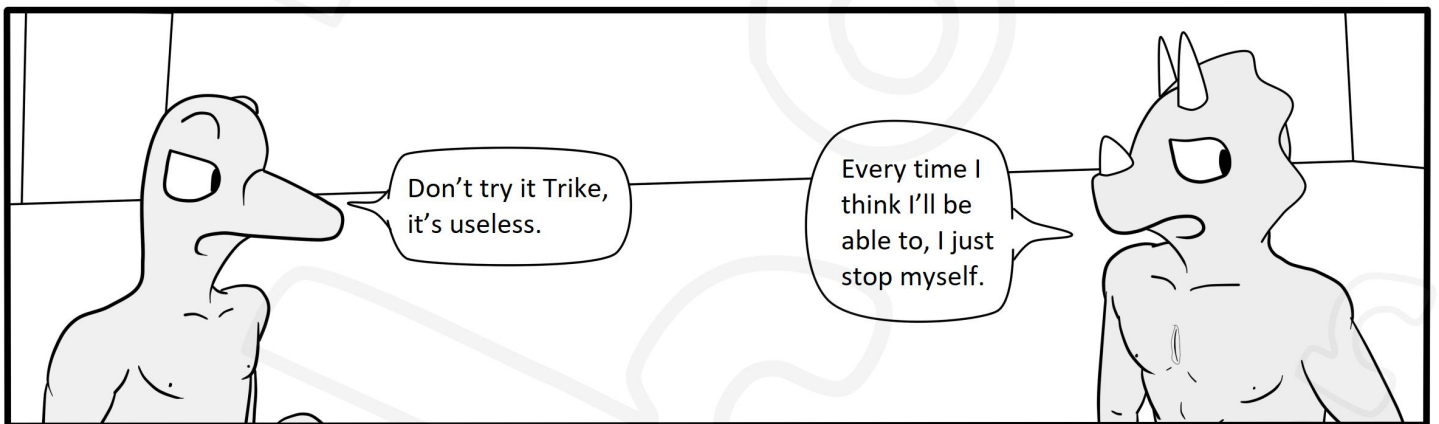 Don’t try it Trike,
it’s useless.
Every time I
think I’ll be
able to, I just
stop myself.